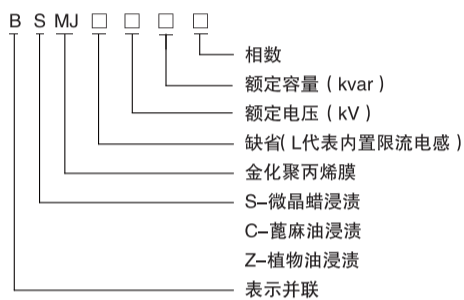 B S MJ □ □ □ □
相数
额定容量（kvar）
额定电压（kV）
缺省(L代表内置限流电感)
金化聚丙烯膜
S–微晶蜡浸渍
C–蓖麻油浸渍
Z–植物油浸渍
表示并联